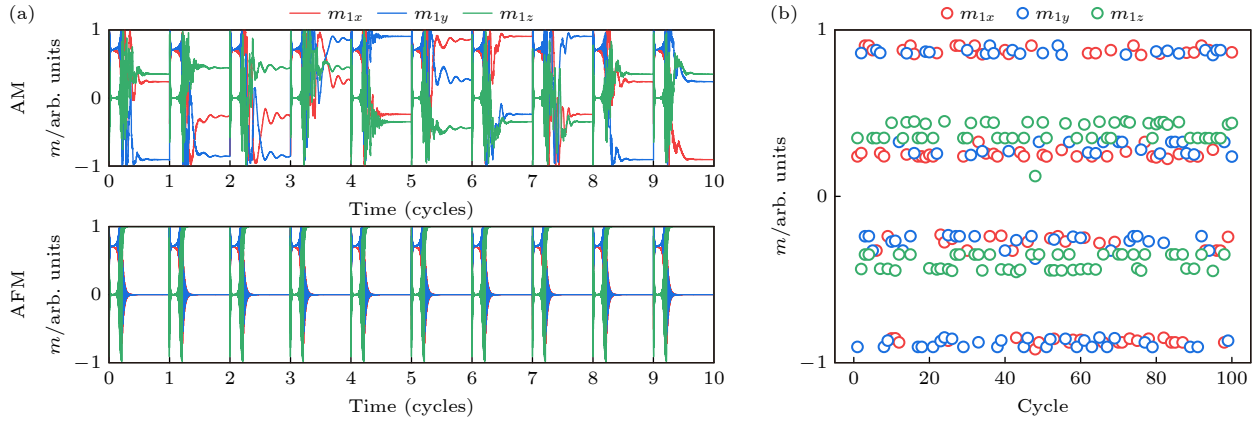 (a)
m1x m1y m1z
AM
m/arb. units
1
0
−1
0 1 2 3 4 5 6 7 8 9 10
Time (cycles)
AFM
m/arb. units
1
0
−1
0 1 2 3 4 5 6 7 8 9 10
Time (cycles)
(b)
m1x m1y m1z
m/arb. units
1
0
−1
0 20 40 60 80 100
Cycle